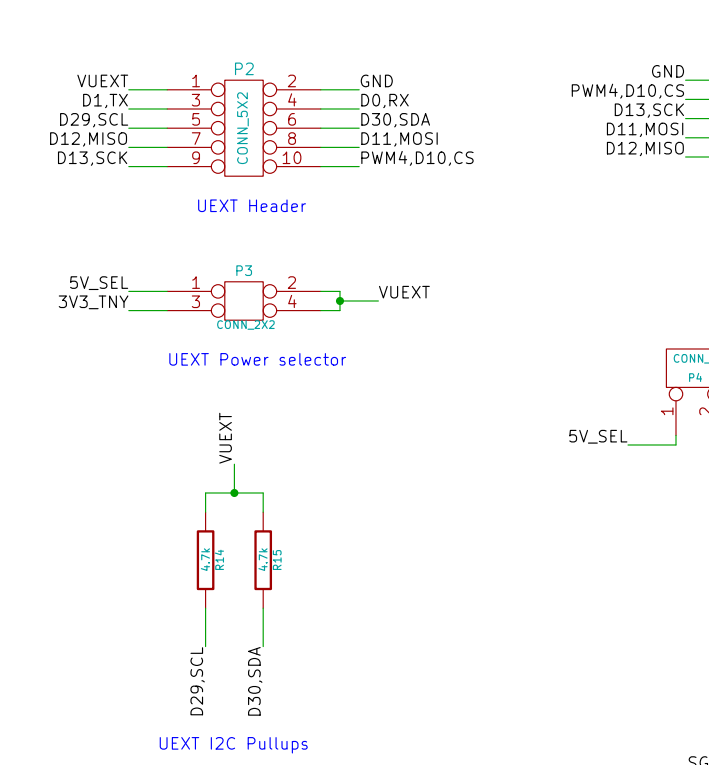 P2
VUEXT 1 2 GND
D1,TX 3 4 D0,RX
D29,SCL 5 6 D30,SDA
D12,MISO 7 8 D11,MOSI
D13,SCK 9 10 PWM4,D10,CS
CONN_5X2
UEXT Header
GND
PWM4,D10,CS
D13,SCK
D11,MOSI
D12,MISO
P3
5V_SEL 1 2 VUEXT
3V3_TNY 3 4
CONN_2X2
UEXT Power selector
CONN_
P4
1 2
5V_SEL
VUEXT
4.7k R14 4.7k R15
D29,SCL D30,SDA
UEXT I2C Pullups
SG